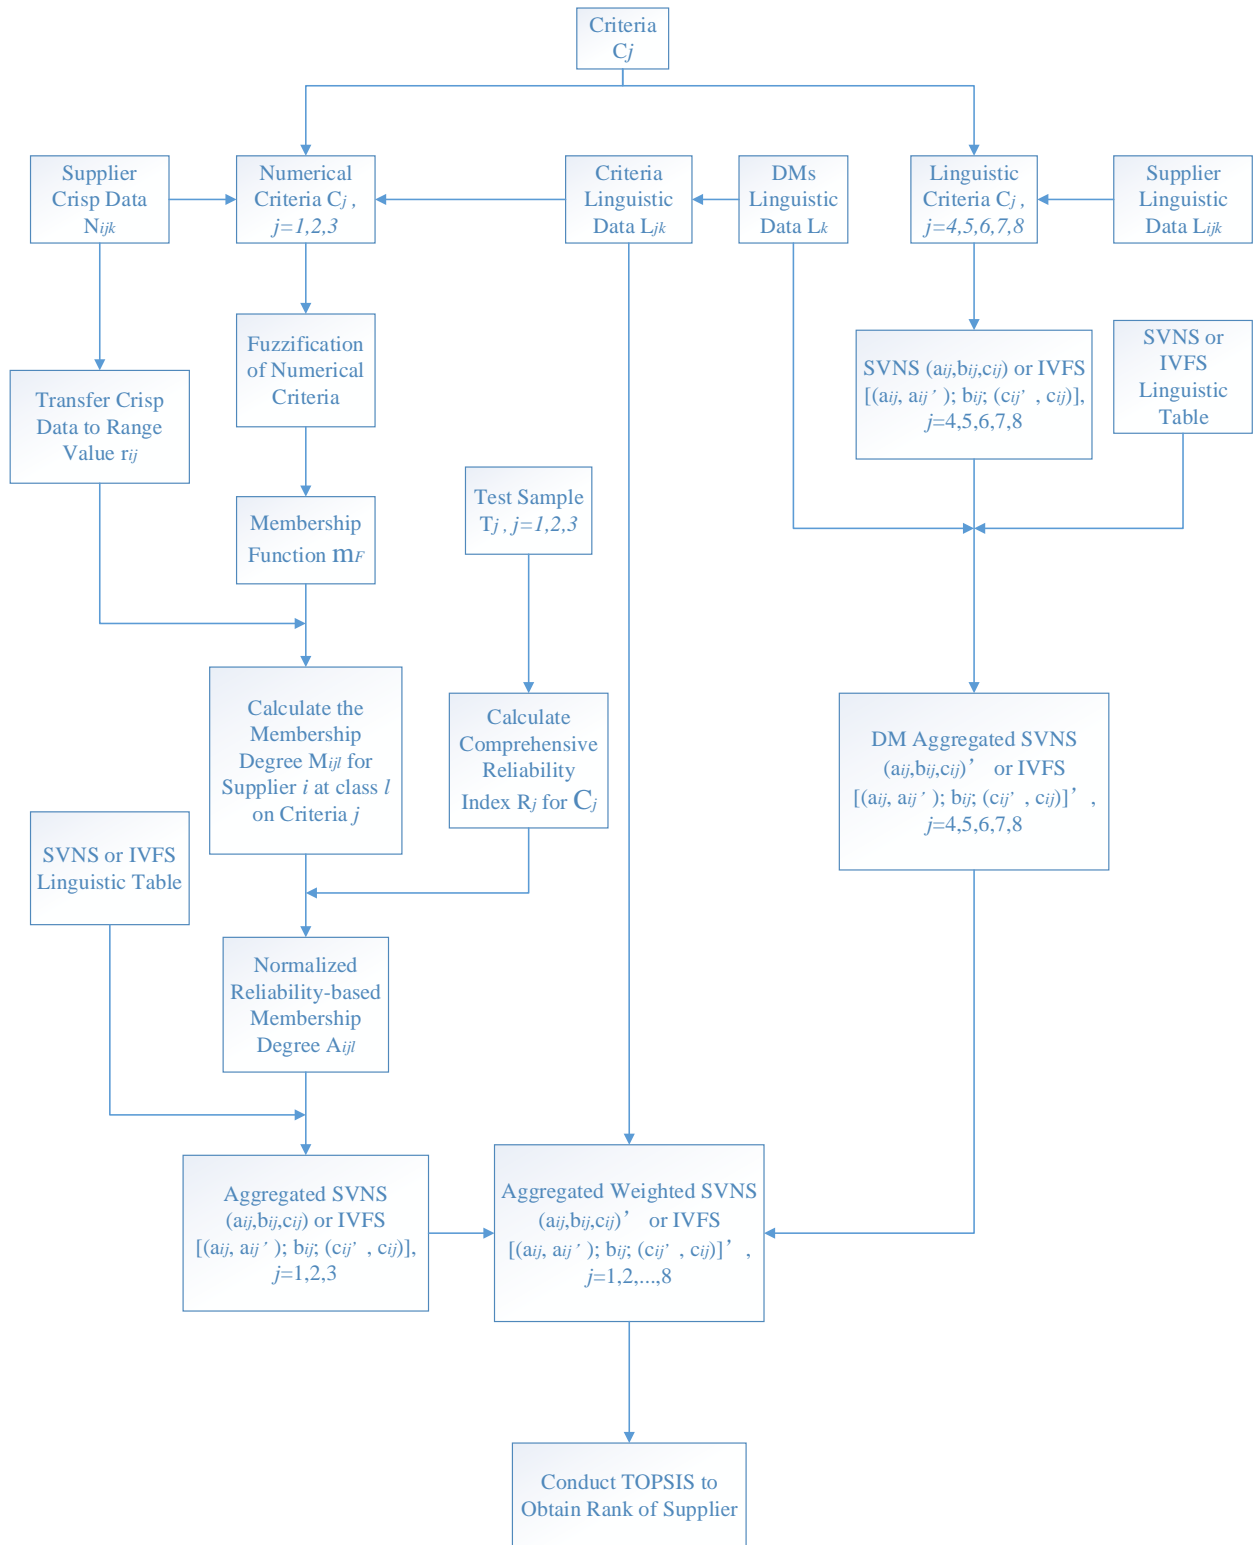 Criteria
Cj
Supplier
Crisp Data
Nijk
Numerical
Criteria Cj ,
j=1,2,3
Criteria
Linguistic
Data Ljk
DMs
Linguistic
Data Lk
Linguistic
Criteria Cj ,
j=4,5,6,7,8
Supplier
Linguistic
Data Lijk
Fuzzification
of Numerical
Criteria
SVNS (aij,bij,cij) or IVFS
[(aij, aij’ ); bij; (cij’ , cij)],
j=4,5,6,7,8
SVNS or
IVFS
Linguistic
Table
Transfer Crisp
Data to Range
Value rij
Membership
Function mF
Test Sample
Tj , j=1,2,3
Calculate the
Membership
Degree Mijl for
Supplier i at class l
on Criteria j
Calculate
Comprehensive
Reliability
Index Rj for Cj
DM Aggregated SVNS
(aij,bij,cij)’ or IVFS
[(aij, aij’ ); bij; (cij’ , cij)]’ ,
j=4,5,6,7,8
SVNS or IVFS
Linguistic Table
Normalized
Reliability-based
Membership
Degree Aijl
Aggregated SVNS
(aij,bij,cij) or IVFS
[(aij, aij’ ); bij; (cij’ , cij)],
j=1,2,3
Aggregated Weighted SVNS
(aij,bij,cij)’ or IVFS
[(aij, aij’ ); bij; (cij’ , cij)]’ ,
j=1,2,...,8
Conduct TOPSIS to
Obtain Rank of Supplier